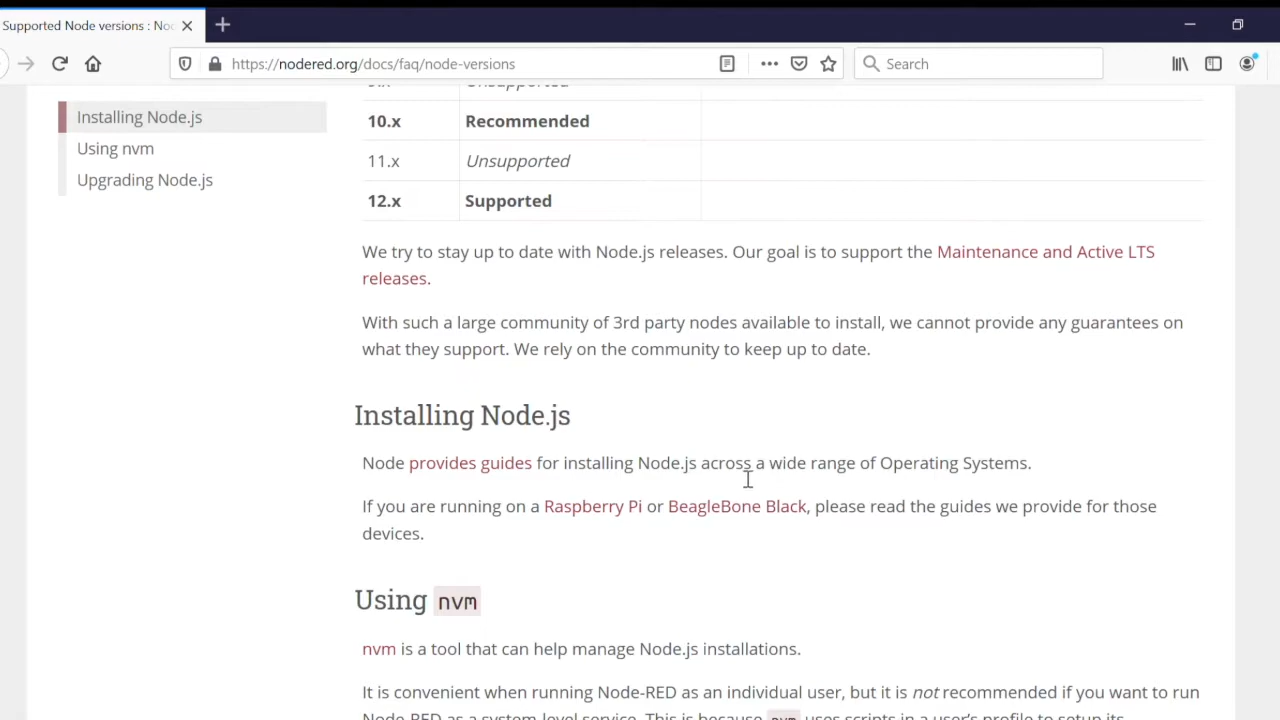 Supported Node versions : Noc
https://nodered.org/docs/faq/node-versions
Search
Installing Node.js
Using nvm
Upgrading Node.js
Unsupported
10.x Recommended
11.x Unsupported
12.x Supported
We try to stay up to date with Node.js releases. Our goal is to support the Maintenance and Active LTS
releases.
With such a large community of 3rd party nodes available to install, we cannot provide any guarantees on
what they support. We rely on the community to keep up to date.
Installing Node.js
Node provides guides for installing Node.js across a wide range of Operating Systems.
If you are running on a Raspberry Pi or BeagleBone Black, please read the guides we provide for those
devices.
Using nvm
nvm is a tool that can help manage Node.js installations.
It is convenient when running Node-RED as an individual user, but it is not recommended if you want to run
Node-RED as a system level service. This is because nvm uses scripts in a user's profile to setup its